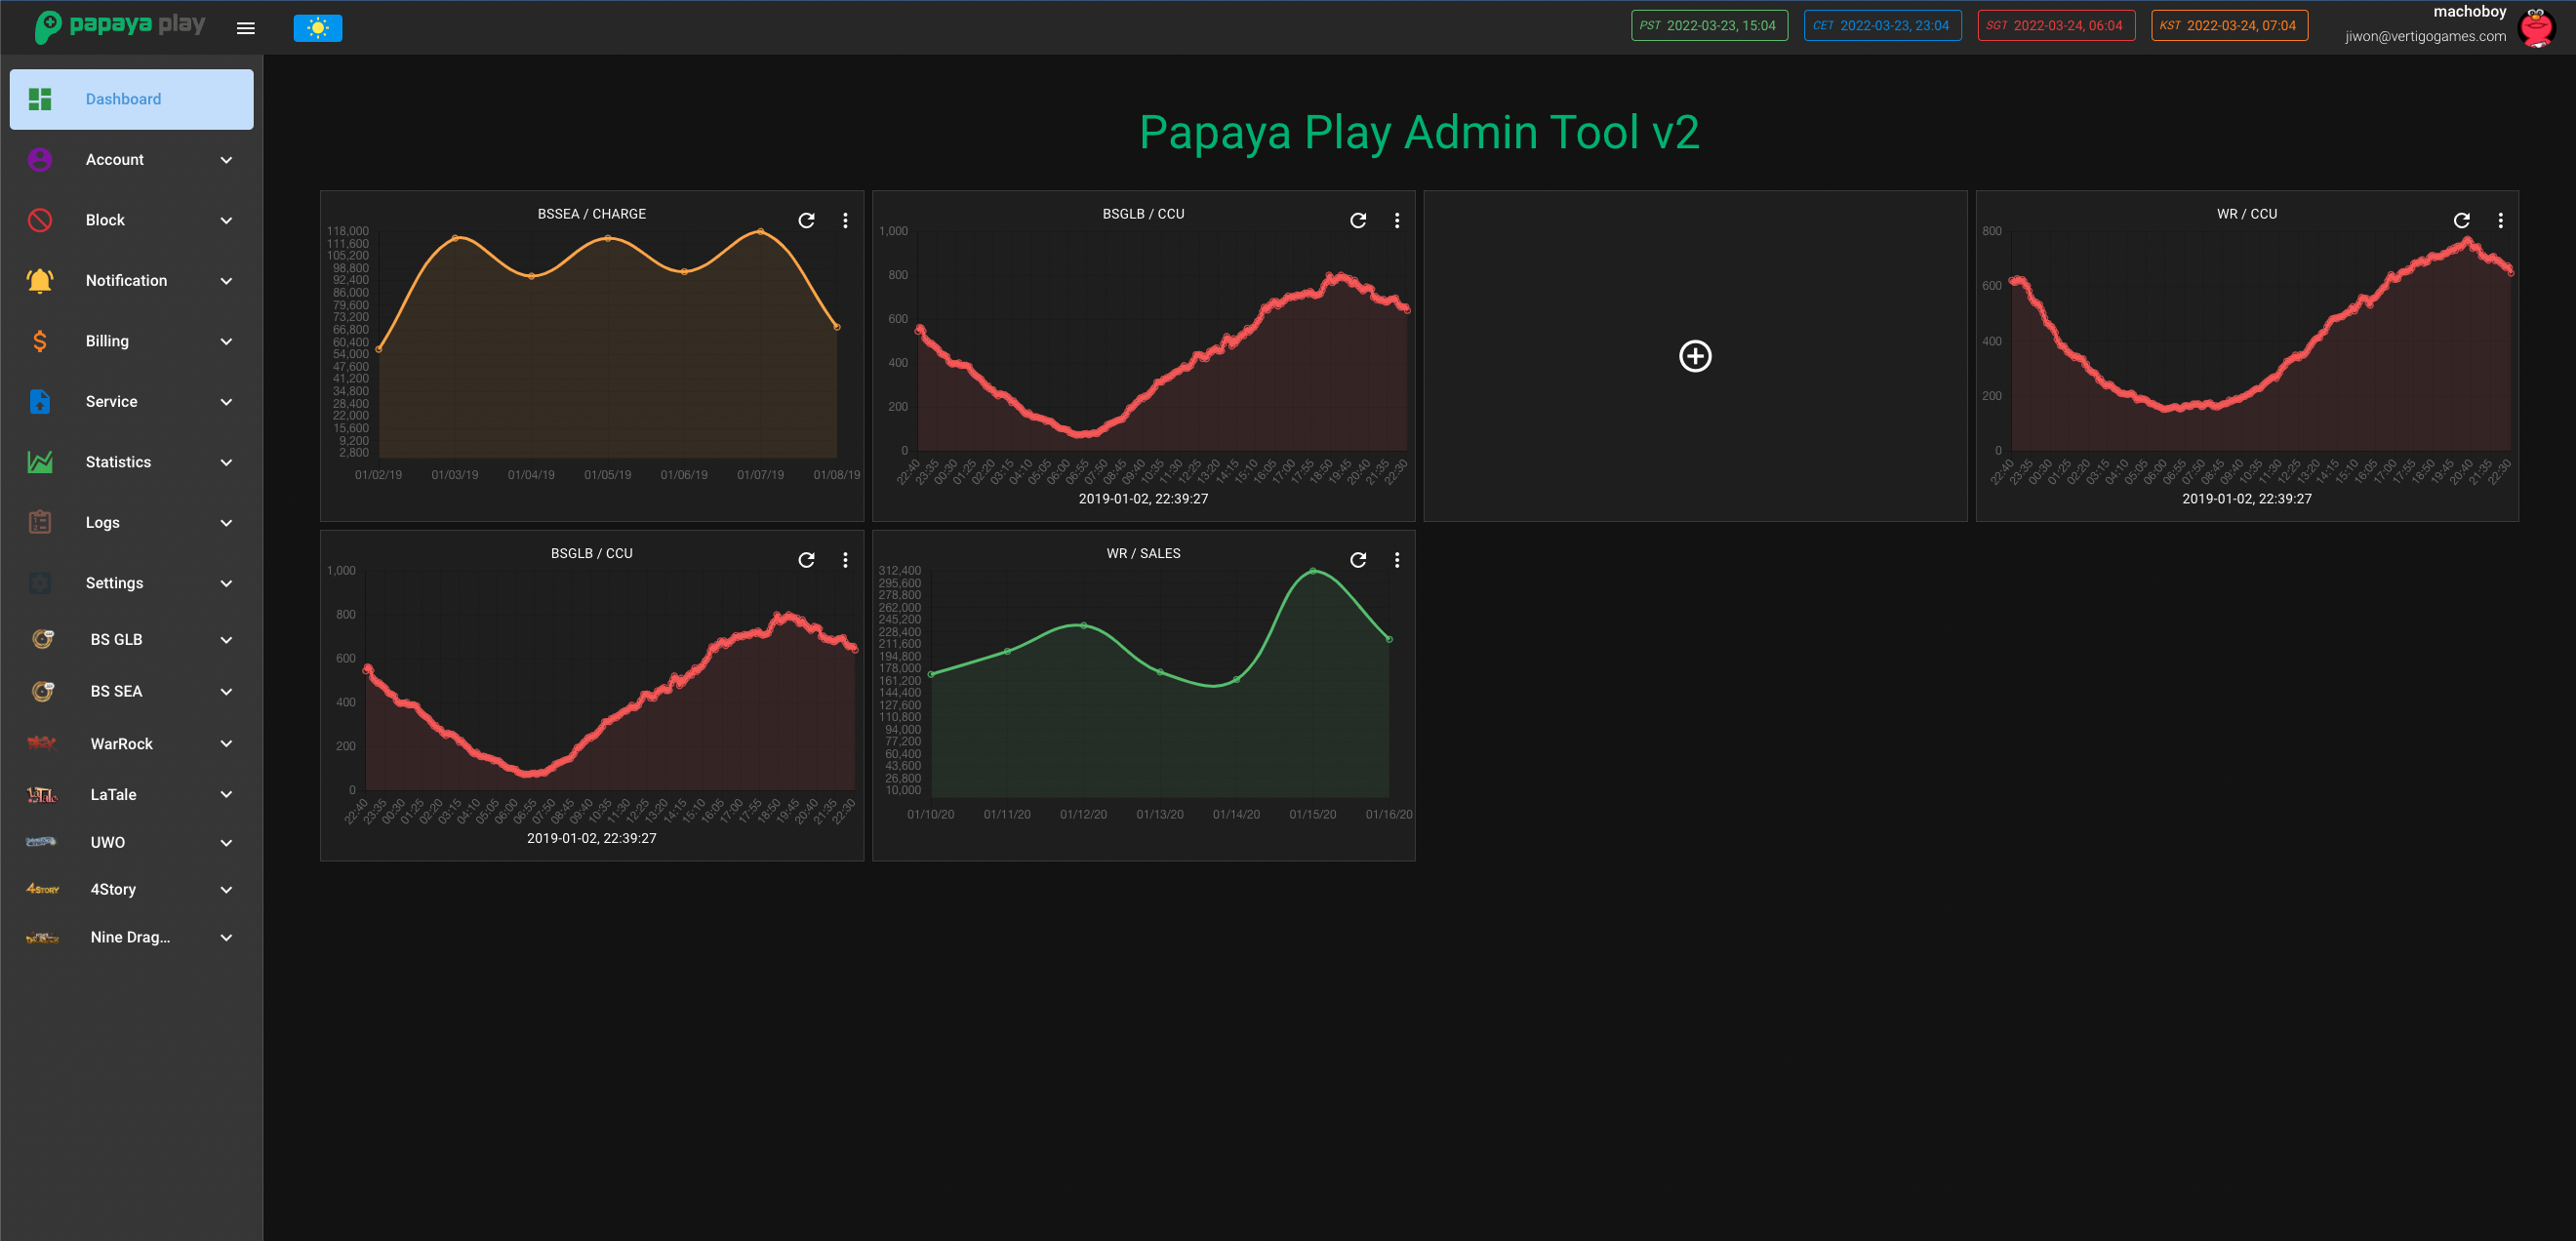 papaya play
PST 2022-03-23, 15:04
CET 2022-03-23, 23:04
SGT 2022-03-24, 06:04
KST 2022-03-24, 07:04
machoboy
jiwon@vertigogames.com
Dashboard
Account
Block
Notification
Billing
Service
Statistics
Logs
Settings
BS GLB
BS SEA
WarRock
LaTale
UWO
4Story
Nine Drag...
Papaya Play Admin Tool v2
BSSEA / CHARGE
118,000
111,600
105,200
98,800
92,400
86,000
79,600
73,200
66,800
60,400
54,000
47,600
41,200
34,800
28,400
22,000
15,600
9,200
2,800
01/02/19 01/03/19 01/04/19 01/05/19 01/06/19 01/07/19 01/08/19
BSGLB / CCU
1,000
800
600
400
200
0
22:40 23:35 00:30 01:25 02:20 03:15 04:10 05:05 06:00 06:55 07:50 08:45 09:40 10:35 11:30 12:25 13:20 14:15 15:10 16:05 17:00 17:55 18:50 19:45 20:40 21:35 22:30
2019-01-02, 22:39:27
WR / CCU
800
600
400
200
0
22:40 23:35 00:30 01:25 02:20 03:15 04:10 05:05 06:00 06:55 07:50 08:45 09:40 10:35 11:30 12:25 13:20 14:15 15:10 16:05 17:00 17:55 18:50 19:45 20:40 21:35 22:30
2019-01-02, 22:39:27
BSGLB / CCU
1,000
800
600
400
200
0
22:40 23:35 00:30 01:25 02:20 03:15 04:10 05:05 06:00 06:55 07:50 08:45 09:40 10:35 11:30 12:25 13:20 14:15 15:10 16:05 17:00 17:55 18:50 19:45 20:40 21:35 22:30
2019-01-02, 22:39:27
WR / SALES
312,400
295,600
278,800
262,000
245,200
228,400
211,600
194,800
178,000
161,200
144,400
127,600
110,800
94,000
77,200
60,400
43,600
26,800
10,000
01/10/20 01/11/20 01/12/20 01/13/20 01/14/20 01/15/20 01/16/20